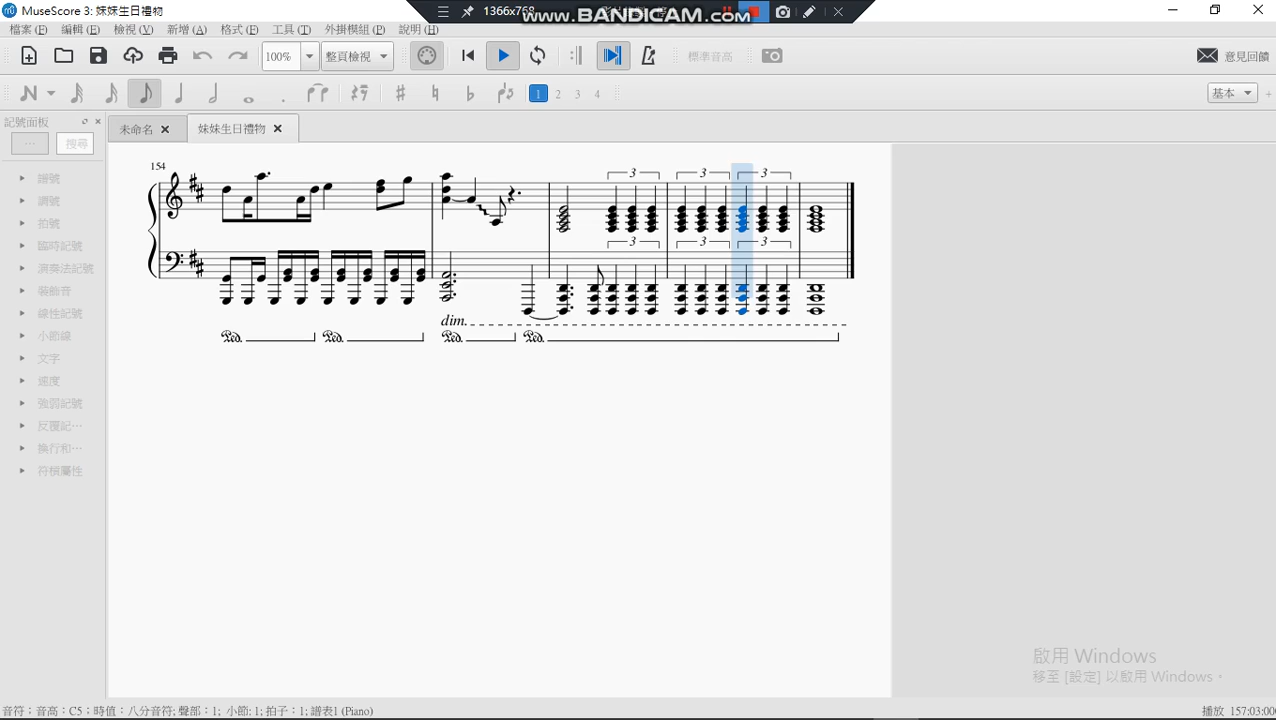 MuseScore 3: 妹妹生日禮物
1366x768
www.BANDICAM.com
檔案 (F) 編輯 (E) 檢視 (V) 新增 (A) 格式 (F) 工具 (T) 外掛模組 (P) 說明 (H)
100% 整頁檢視 標準音高 意見回饋
1 2 3 4 基本 +
記號面板
... 搜尋
未命名 妹妹生日禮物
譜號
調號
拍號
臨時記號
演奏法記號
裝飾音
線性記號
小節線
文字
速度
強弱記號
反覆記…
換行和…
符桁屬性
154
3 3 3
3 3 3
dim.
啟用 Windows
移至 [設定] 以啟用 Windows。
音符；音高：C5；時值：八分音符; 聲部：1; 小節: 1; 拍子：1; 譜表1 (Piano)
播放 157:03:00